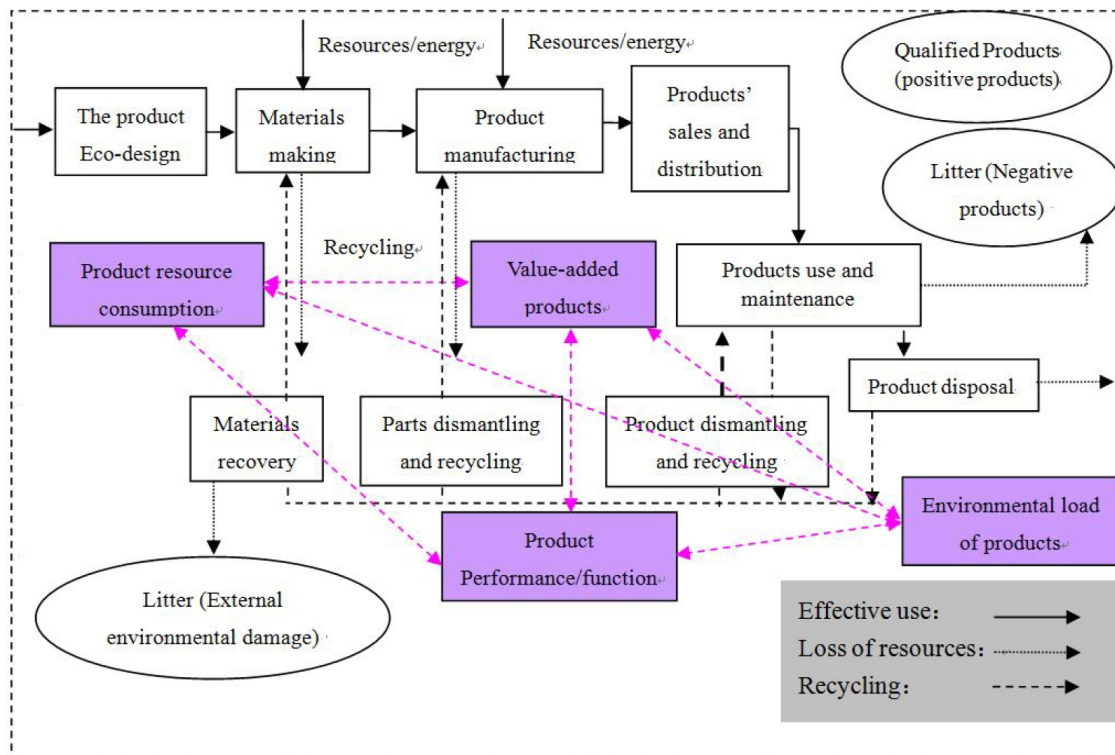 Resources/energy
Resources/energy
Qualified Products
(positive products)
The product
Eco-design
Materials
making
Product
manufacturing
Products’
sales and
distribution
Litter (Negative
products)
Recycling
Product resource
consumption
Value-added
products
Products use and
maintenance
Product disposal
Materials
recovery
Parts dismantling
and recycling
Product dismantling
and recycling
Environmental load
of products
Product
Performance/function
Litter (External
environmental damage)
Effective use：
Loss of resources：
Recycling：